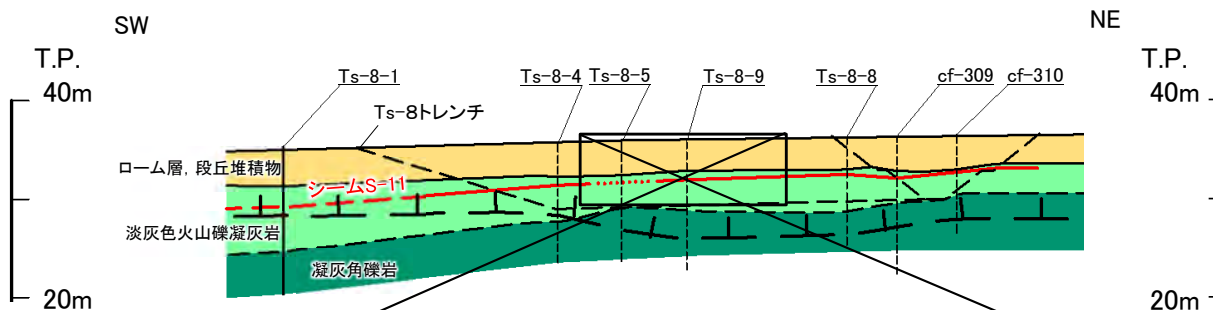 SW
NE
T.P.
T.P.
40m
40m
Ts-8-1
Ts-8-4
Ts-8-5
Ts-8-9
Ts-8-8
cf-309
cf-310
Ts-8トレンチ
ローム層，段丘堆積物
シームS-11
淡灰色火山礫凝灰岩
凝灰角礫岩
20m
20m